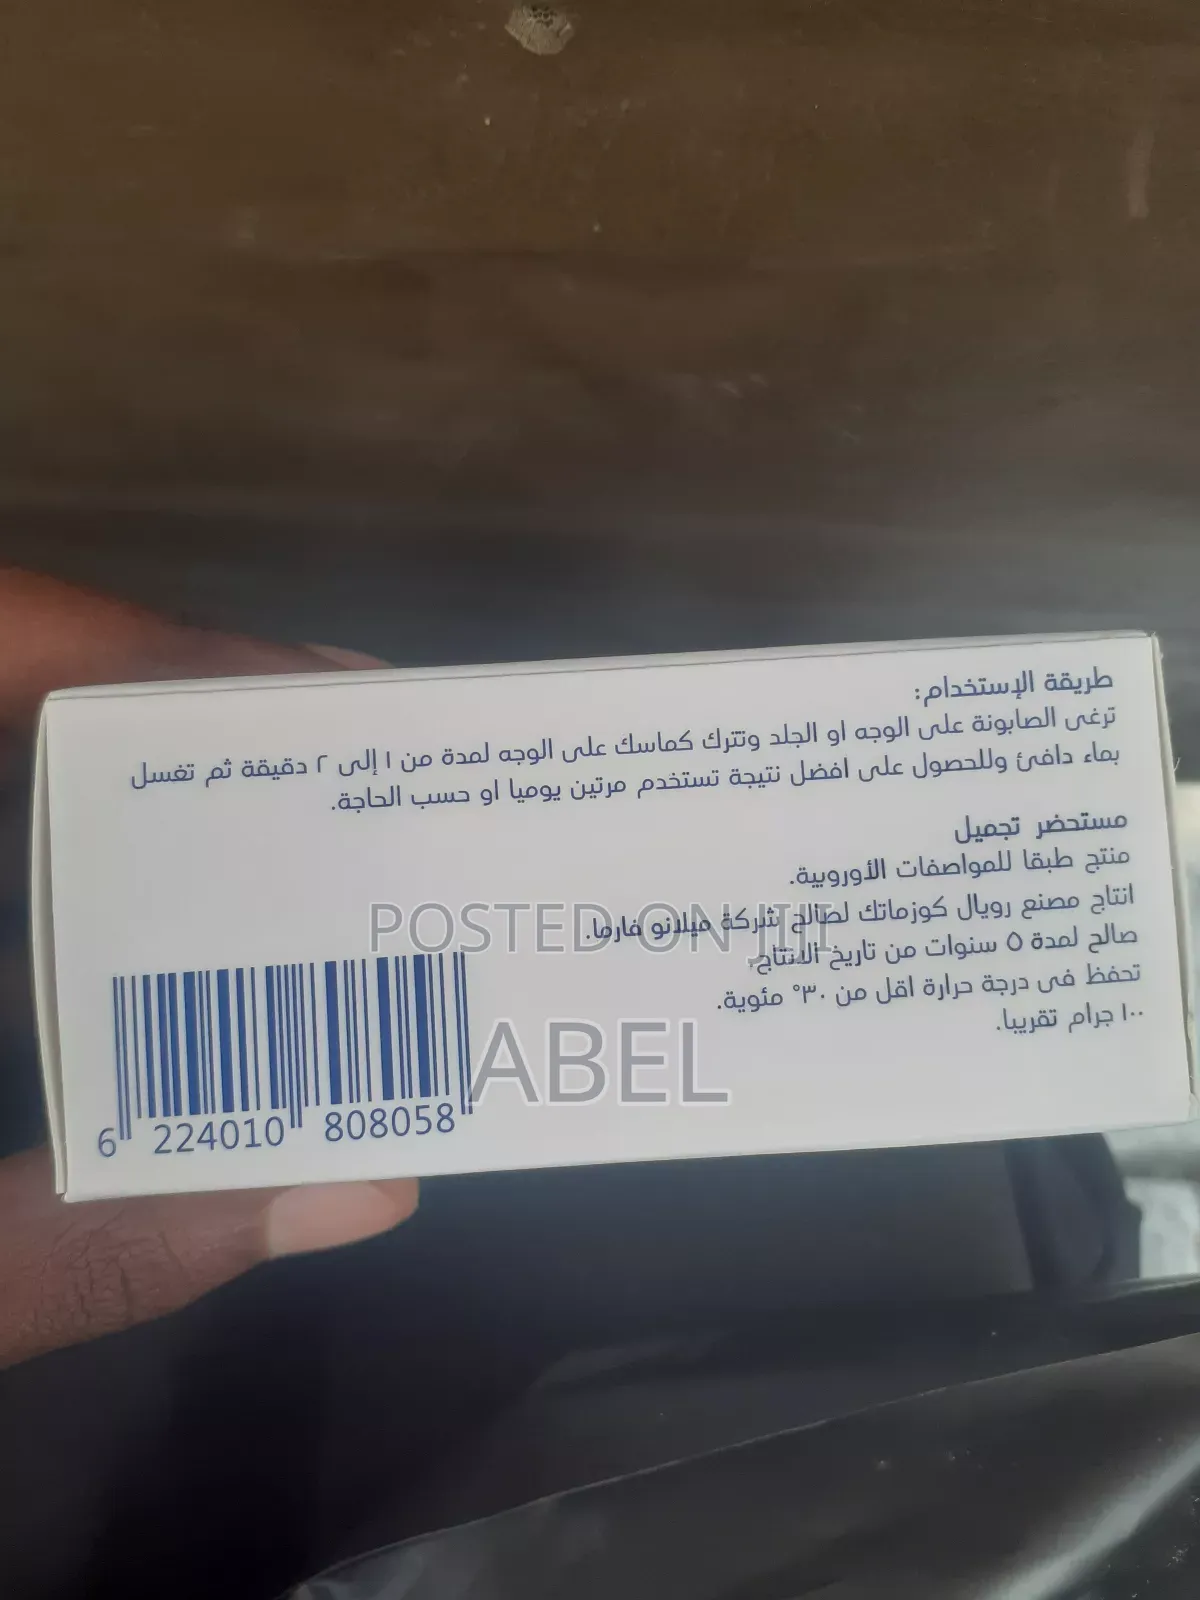 طريقة الإستخدام:
ترغى الصابونة على الوجه او الجلد وتترك كماسك على الوجه لمدة من ١ إلى ٢ دقيقة ثم تغسل
بماء دافئ وللحصول على افضل نتيجة تستخدم مرتين يوميا او حسب الحاجة.
مستحضر تجميل
منتج طبقا للمواصفات الأوروبية.
انتاج مصنع رويال كوزماتك لصالح شركة ميلانو فارما.
صالح لمدة ٥ سنوات من تاريخ الانتاج.
تحفظ فى درجة حرارة اقل من ٣٠° مئوية.
١٠٠ جرام تقريبا.
6 224010 808058
POSTED ON JIJI
ABEL